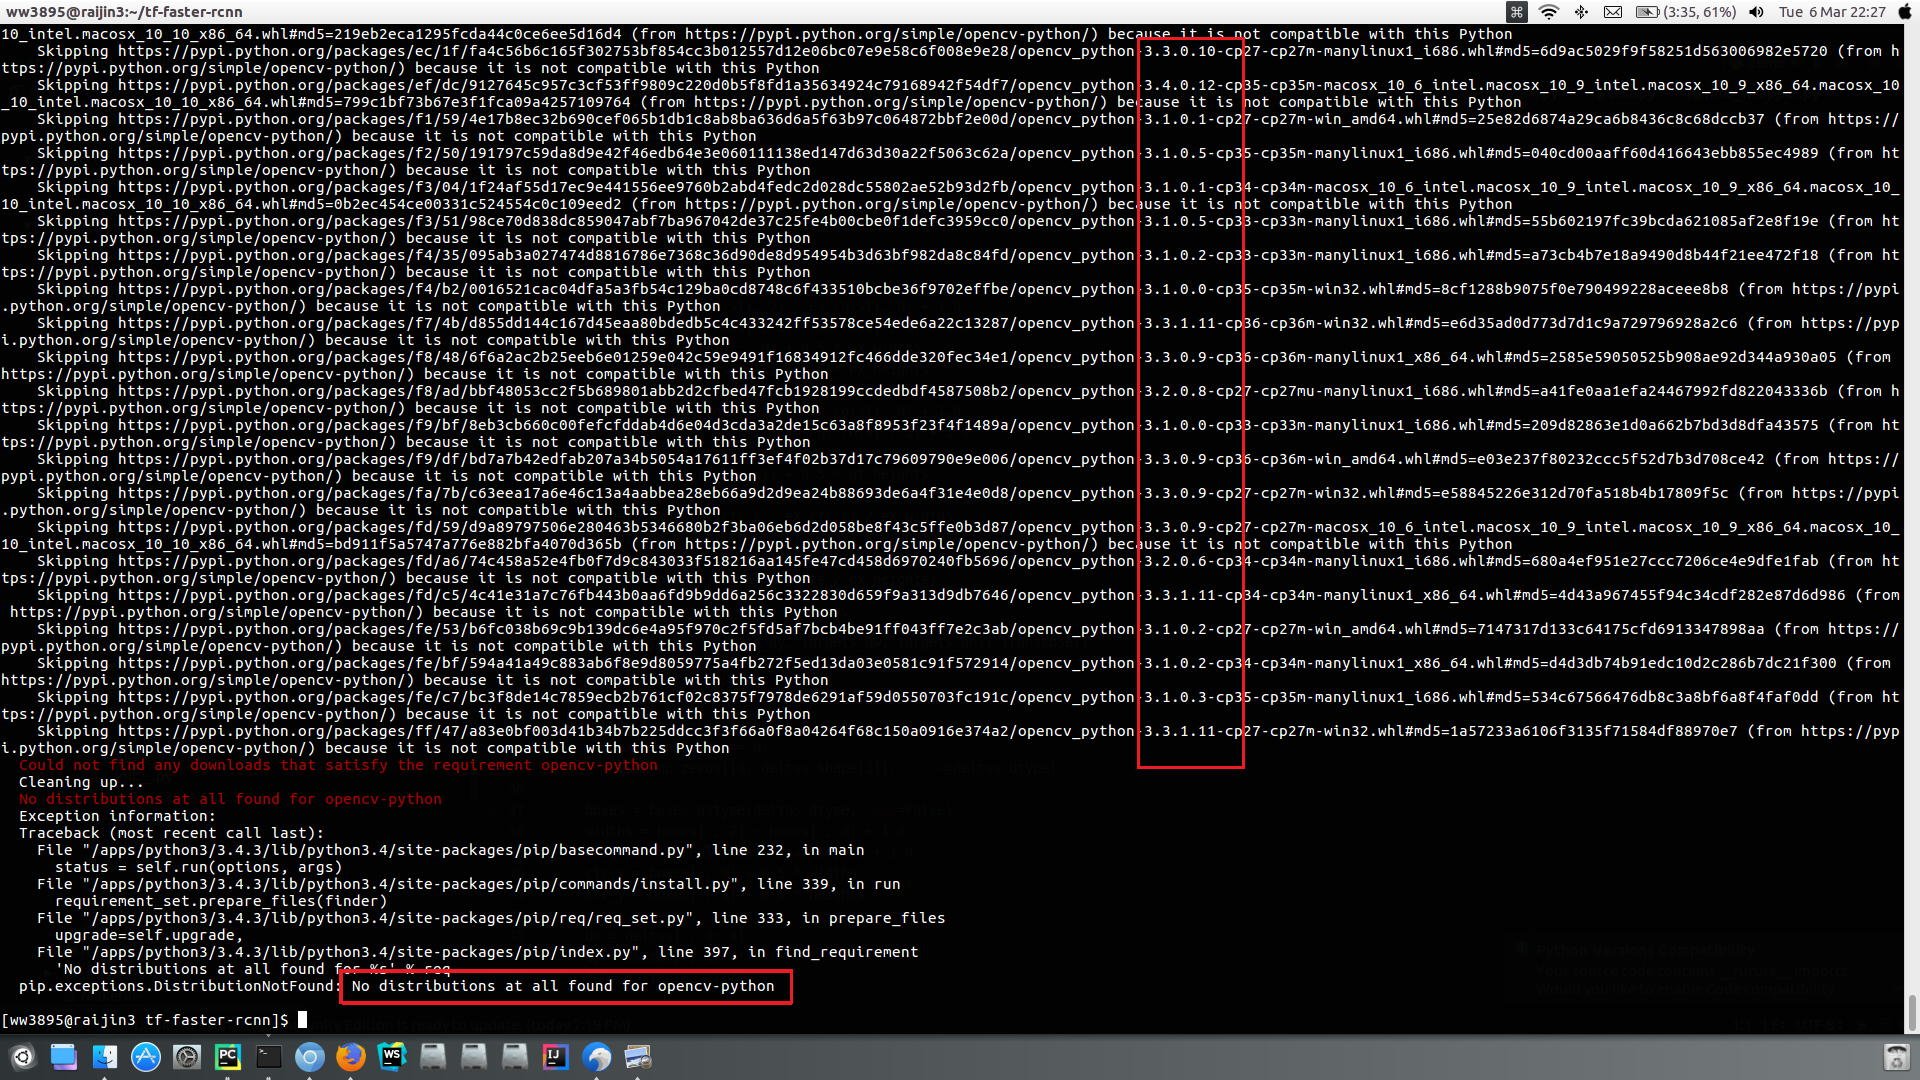 ww3895@raijin3:~/tf-faster-rcnn
(3:35, 61%)
Tue 6 Mar 22:27
10_intel.macosx_10_10_x86_64.whl#md5=219eb2eca1295fcda44c0ce6ee5d16d4 (from https://pypi.python.org/simple/opencv-python/) because it is not compatible with this Python
Skipping https://pypi.python.org/packages/ec/1f/fa4c56b6c165f302753bf854cc3b012557d12e06bc07e9e58c6f008e9e28/opencv_python-3.3.0.10-cp27-cp27m-manylinux1_i686.whl#md5=6d9ac5029f9f58251d563006982e5720 (from h
ttps://pypi.python.org/simple/opencv-python/) because it is not compatible with this Python
Skipping https://pypi.python.org/packages/ef/dc/9127645c957c3cf53ff9809c220d0b5f8fd1a35634924c79168942f54df7/opencv_python-3.4.0.12-cp35-cp35m-macosx_10_6_intel.macosx_10_9_intel.macosx_10_9_x86_64.macosx_10
_10_intel.macosx_10_10_x86_64.whl#md5=799c1bf73b67e3f1fca09a4257109764 (from https://pypi.python.org/simple/opencv-python/) because it is not compatible with this Python
Skipping https://pypi.python.org/packages/f1/59/4e17b8ec32b690cef065b1db1c8ab8ba636d6a5f63b97c064872bbf2e00d/opencv_python-3.1.0.1-cp27-cp27m-win_amd64.whl#md5=25e82d6874a29ca6b8436c8c68dccb37 (from https://
pypi.python.org/simple/opencv-python/) because it is not compatible with this Python
Skipping https://pypi.python.org/packages/f2/50/191797c59da8d9e42f46edb64e3e060111138ed147d63d30a22f5063c62a/opencv_python-3.1.0.5-cp35-cp35m-manylinux1_i686.whl#md5=040cd00aaff60d416643ebb855ec4989 (from ht
tps://pypi.python.org/simple/opencv-python/) because it is not compatible with this Python
Skipping https://pypi.python.org/packages/f3/04/1f24af55d17ec9e441556ee9760b2abd4fedc2d028dc55802ae52b93d2fb/opencv_python-3.1.0.1-cp34-cp34m-macosx_10_6_intel.macosx_10_9_intel.macosx_10_9_x86_64.macosx_10_
10_intel.macosx_10_10_x86_64.whl#md5=0b2ec454ce00331c524554c0c109eed2 (from https://pypi.python.org/simple/opencv-python/) because it is not compatible with this Python
Skipping https://pypi.python.org/packages/f3/51/98ce70d838dc859047abf7ba967042de37c25fe4b00cbe0f1defc3959cc0/opencv_python-3.1.0.5-cp33-cp33m-manylinux1_i686.whl#md5=55b602197fc39bcda621085af2e8f19e (from ht
tps://pypi.python.org/simple/opencv-python/) because it is not compatible with this Python
Skipping https://pypi.python.org/packages/f4/35/095ab3a027474d8816786e7368c36d90de8d954954b3d63bf982da8c84fd/opencv_python-3.1.0.2-cp33-cp33m-manylinux1_i686.whl#md5=a73cb4b7e18a9490d8b44f21ee472f18 (from ht
tps://pypi.python.org/simple/opencv-python/) because it is not compatible with this Python
Skipping https://pypi.python.org/packages/f4/b2/0016521cac04dfa5a3fb54c129ba0cd8748c6f433510bcbe36f9702effbe/opencv_python-3.1.0.0-cp35-cp35m-win32.whl#md5=8cf1288b9075f0e790499228aceee8b8 (from https://pypi
.python.org/simple/opencv-python/) because it is not compatible with this Python
Skipping https://pypi.python.org/packages/f7/4b/d855dd144c167d45eaa80bdedb5c4c433242ff53578ce54ede6a22c13287/opencv_python-3.3.1.11-cp36-cp36m-win32.whl#md5=e6d35ad0d773d7d1c9a729796928a2c6 (from https://pyp
i.python.org/simple/opencv-python/) because it is not compatible with this Python
Skipping https://pypi.python.org/packages/f8/48/6f6a2ac2b25eeb6e01259e042c59e9491f16834912fc466dde320fec34e1/opencv_python-3.3.0.9-cp36-cp36m-manylinux1_x86_64.whl#md5=2585e59050525b908ae92d344a930a05 (from
https://pypi.python.org/simple/opencv-python/) because it is not compatible with this Python
Skipping https://pypi.python.org/packages/f8/ad/bbf48053cc2f5b689801abb2d2cfbed47fcb1928199ccdedbdf4587508b2/opencv_python-3.2.0.8-cp27-cp27mu-manylinux1_i686.whl#md5=a41fe0aa1efa24467992fd822043336b (from h
ttps://pypi.python.org/simple/opencv-python/) because it is not compatible with this Python
Skipping https://pypi.python.org/packages/f9/bf/8eb3cb660c00fefcfddab4d6e04d3cda3a2de15c63a8f8953f23f4f1489a/opencv_python-3.1.0.0-cp33-cp33m-manylinux1_i686.whl#md5=209d82863e1d0a662b7bd3d8dfa43575 (from ht
tps://pypi.python.org/simple/opencv-python/) because it is not compatible with this Python
Skipping https://pypi.python.org/packages/f9/df/bd7a7b42edfab207a34b5054a17611ff3ef4f02b37d17c79609790e9e006/opencv_python-3.3.0.9-cp36-cp36m-win_amd64.whl#md5=e03e237f80232ccc5f52d7b3d708ce42 (from https://
pypi.python.org/simple/opencv-python/) because it is not compatible with this Python
Skipping https://pypi.python.org/packages/fa/7b/c63eea17a6e46c13a4aabbea28eb66a9d2d9ea24b88693de6a4f31e4e0d8/opencv_python-3.3.0.9-cp27-cp27m-win32.whl#md5=e58845226e312d70fa518b4b17809f5c (from https://pypi
.python.org/simple/opencv-python/) because it is not compatible with this Python
Skipping https://pypi.python.org/packages/fd/59/d9a89797506e280463b5346680b2f3ba06eb6d2d058be8f43c5ffe0b3d87/opencv_python-3.3.0.9-cp27-cp27m-macosx_10_6_intel.macosx_10_9_intel.macosx_10_9_x86_64.macosx_10_
10_intel.macosx_10_10_x86_64.whl#md5=bd911f5a5747a776e882bfa4070d365b (from https://pypi.python.org/simple/opencv-python/) because it is not compatible with this Python
Skipping https://pypi.python.org/packages/fd/a6/74c458a52e4fb0f7d9c843033f518216aa145fe47cd458d6970240fb5696/opencv_python-3.2.0.6-cp34-cp34m-manylinux1_i686.whl#md5=680a4ef951e27ccc7206ce4e9dfe1fab (from ht
tps://pypi.python.org/simple/opencv-python/) because it is not compatible with this Python
Skipping https://pypi.python.org/packages/fd/c5/4c41e31a7c76fb443b0aa6fd9b9dd6a256c3322830d659f9a313d9db7646/opencv_python-3.3.1.11-cp34-cp34m-manylinux1_x86_64.whl#md5=4d43a967455f94c34cdf282e87d6d986 (from
https://pypi.python.org/simple/opencv-python/) because it is not compatible with this Python
Skipping https://pypi.python.org/packages/fe/53/b6fc038b69c9b139dc6e4a95f970c2f5fd5af7bcb4be91ff043ff7e2c3ab/opencv_python-3.1.0.2-cp27-cp27m-win_amd64.whl#md5=7147317d133c64175cfd6913347898aa (from https://
pypi.python.org/simple/opencv-python/) because it is not compatible with this Python
Skipping https://pypi.python.org/packages/fe/bf/594a41a49c883ab6f8e9d8059775a4fb272f5ed13da03e0581c91f572914/opencv_python-3.1.0.2-cp34-cp34m-manylinux1_x86_64.whl#md5=d4d3db74b91edc10d2c286b7dc21f300 (from
https://pypi.python.org/simple/opencv-python/) because it is not compatible with this Python
Skipping https://pypi.python.org/packages/fe/c7/bc3f8de14c7859ecb2b761cf02c8375f7978de6291af59d0550703fc191c/opencv_python-3.1.0.3-cp35-cp35m-manylinux1_i686.whl#md5=534c67566476db8c3a8bf6a8f4faf0dd (from ht
tps://pypi.python.org/simple/opencv-python/) because it is not compatible with this Python
Skipping https://pypi.python.org/packages/ff/47/a83e0bf003d41b34b7b225ddcc3f3f66a0f8a04264f68c150a0916e374a2/opencv_python-3.3.1.11-cp27-cp27m-win32.whl#md5=1a57233a6106f3135f71584df88970e7 (from https://pyp
i.python.org/simple/opencv-python/) because it is not compatible with this Python
Could not find any downloads that satisfy the requirement opencv-python
Cleaning up...
No distributions at all found for opencv-python
Exception information:
Traceback (most recent call last):
File "/apps/python3/3.4.3/lib/python3.4/site-packages/pip/basecommand.py", line 232, in main
status = self.run(options, args)
File "/apps/python3/3.4.3/lib/python3.4/site-packages/pip/commands/install.py", line 339, in run
requirement_set.prepare_files(finder)
File "/apps/python3/3.4.3/lib/python3.4/site-packages/pip/req/req_set.py", line 333, in prepare_files
upgrade=self.upgrade,
File "/apps/python3/3.4.3/lib/python3.4/site-packages/pip/index.py", line 397, in find_requirement
'No distributions at all found for %s' % req
pip.exceptions.DistributionNotFound: No distributions at all found for opencv-python
[ww3895@raijin3 tf-faster-rcnn]$
PC
WS
IJ